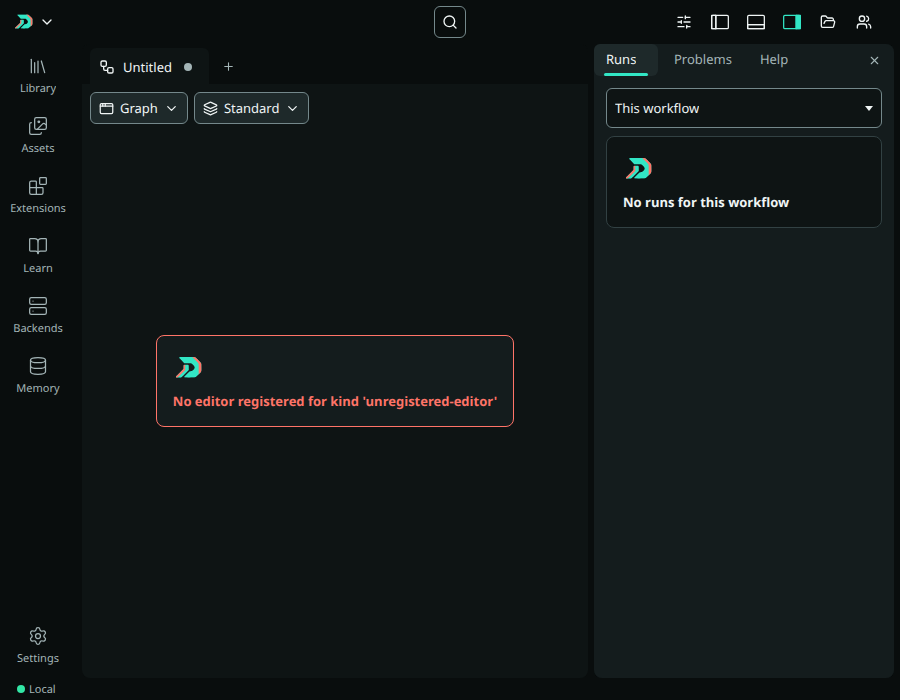 Library
Assets
Extensions
Learn
Backends
Memory
Settings
Local
Untitled
Graph
Standard
No editor registered for kind 'unregistered-editor'
Runs
Problems
Help
This workflow
No runs for this workflow